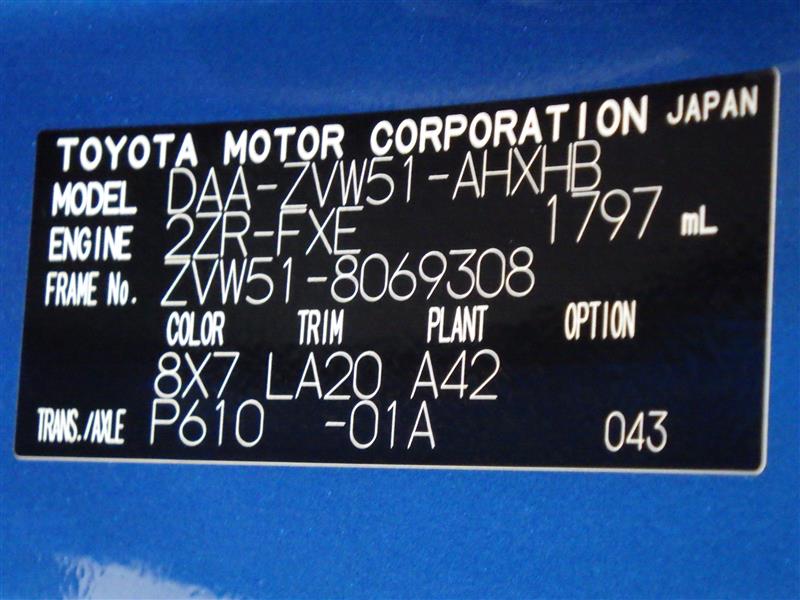 TOYOTA MOTOR CORPORATION JAPAN
MODEL DAA-ZVW51-AHXHB
ENGINE 2ZR-FXE 1797 mL
FRAME No. ZVW51-8069308
COLOR TRIM PLANT OPTION
8X7 LA20 A42
TRANS./AXLE P610 -01A 043